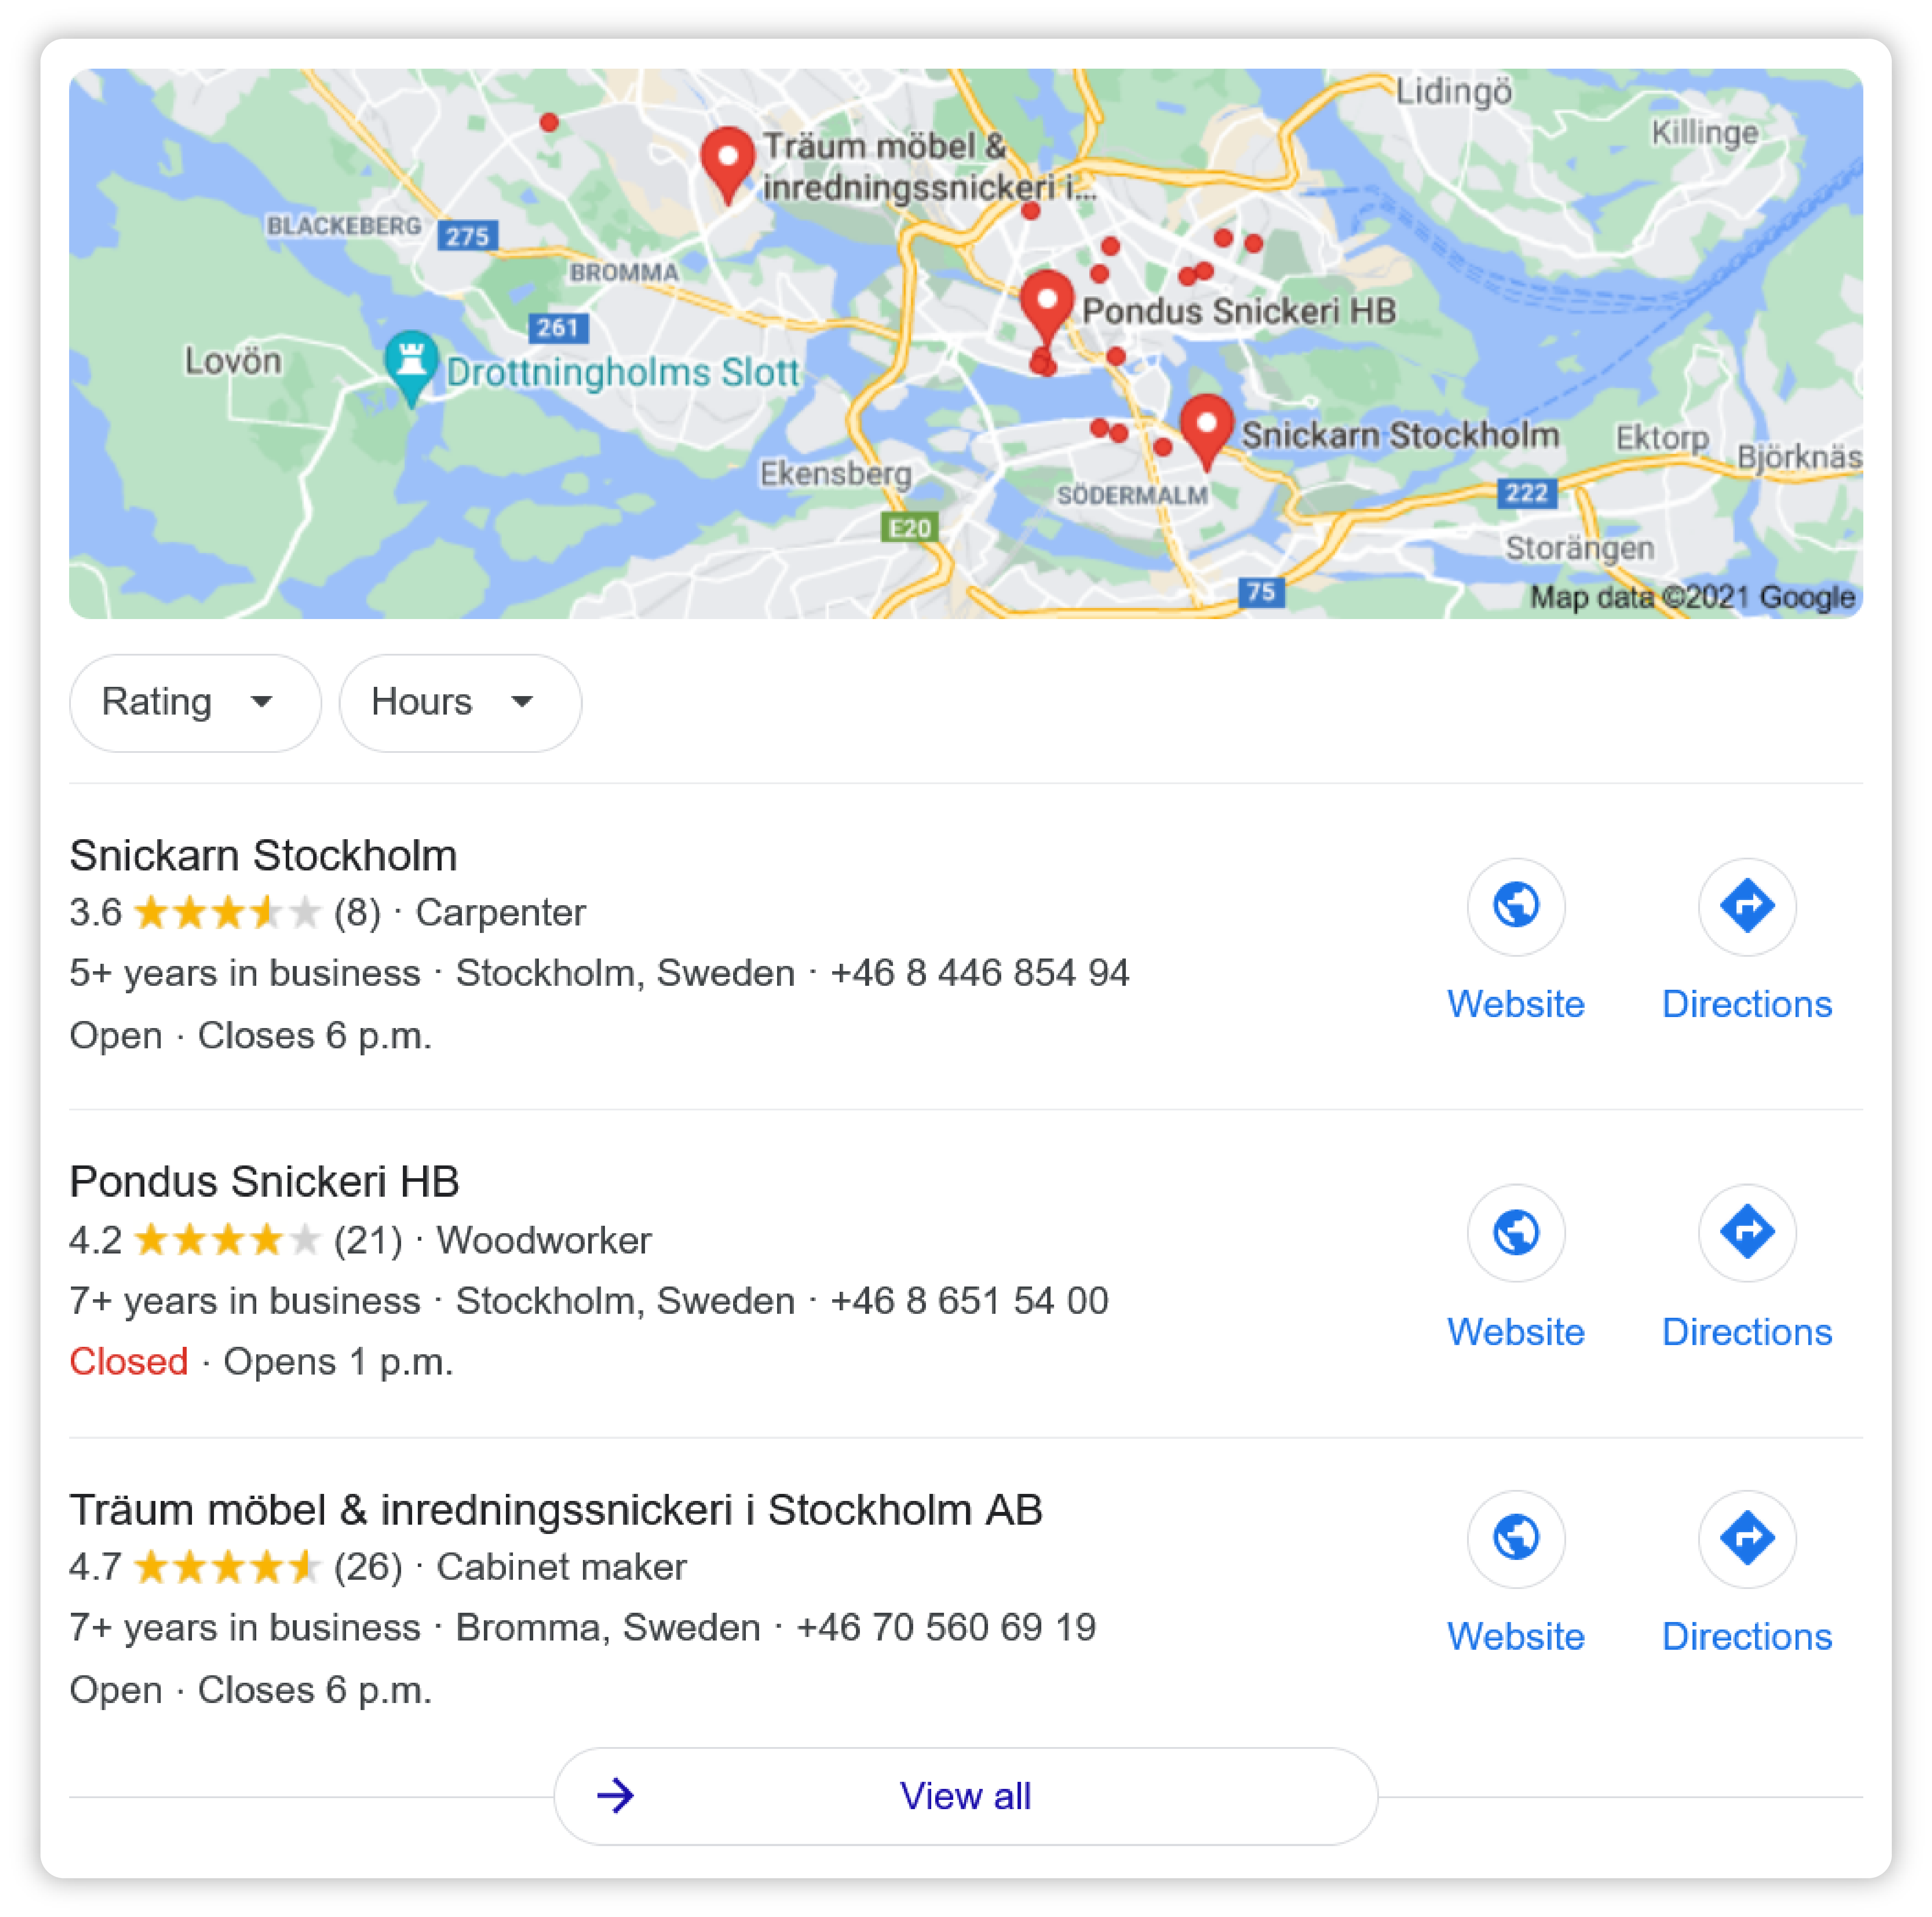 Lidingö
Killinge
Träum möbel &
inredningssnickeri i...
BLACKEBERG
275
BROMMA
261
Pondus Snickeri HB
Lovön
Drottningholms Slott
Snickarn Stockholm
Ektorp
Björknäs
Ekensberg
SÖDERMALM
222
E20
Storängen
75
Map data ©2021 Google
Rating
Hours
Snickarn Stockholm
3.6 (8) · Carpenter
5+ years in business · Stockholm, Sweden · +46 8 446 854 94
Open · Closes 6 p.m.
Website
Directions
Pondus Snickeri HB
4.2 (21) · Woodworker
7+ years in business · Stockholm, Sweden · +46 8 651 54 00
Closed · Opens 1 p.m.
Website
Directions
Träum möbel & inredningssnickeri i Stockholm AB
4.7 (26) · Cabinet maker
7+ years in business · Bromma, Sweden · +46 70 560 69 19
Open · Closes 6 p.m.
Website
Directions
View all